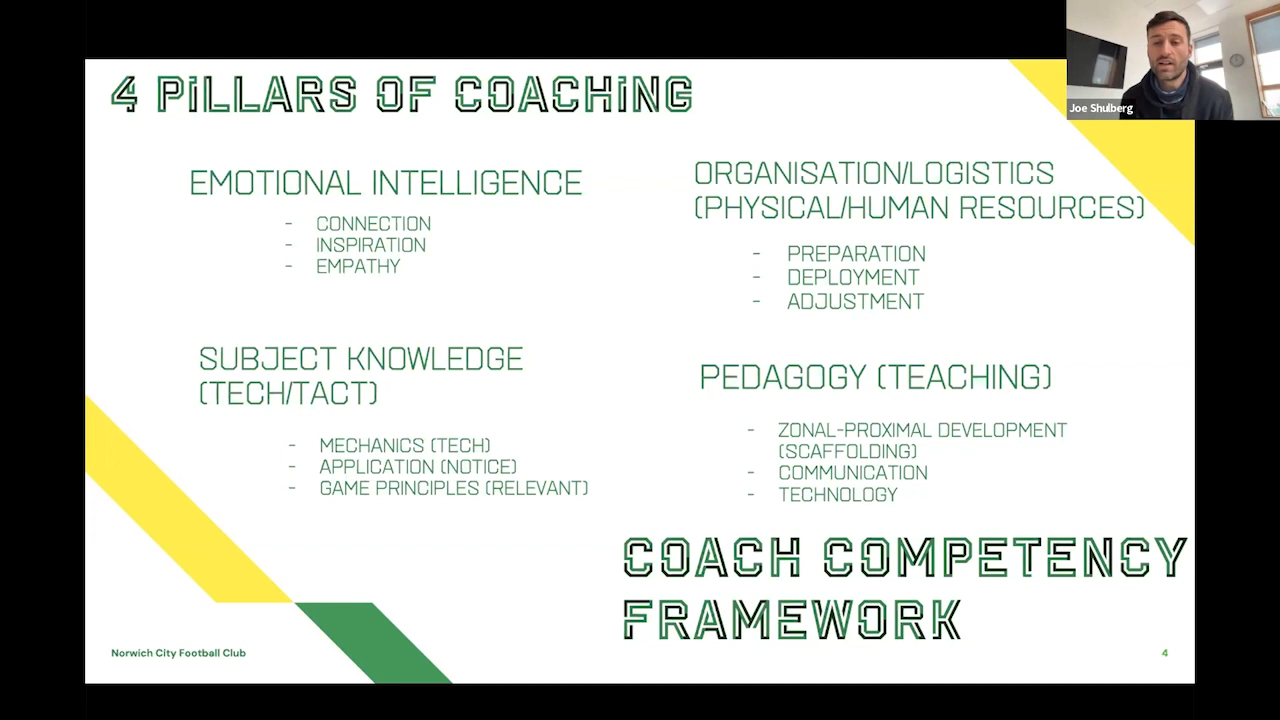 4 PiLLARS OF COACHiNG
Joe Shulberg
EMOTIONAL INTELLIGENCE
- CONNECTION
- INSPIRATION
- EMPATHY
ORGANISATION/LOGISTICS
(PHYSICAL/HUMAN RESOURCES)
- PREPARATION
- DEPLOYMENT
- ADJUSTMENT
SUBJECT KNOWLEDGE
(TECH/TACT)
- MECHANICS (TECH)
- APPLICATION (NOTICE)
- GAME PRINCIPLES (RELEVANT)
PEDAGOGY (TEACHING)
- ZONAL-PROXIMAL DEVELOPMENT
(SCAFFOLDING)
- COMMUNICATION
- TECHNOLOGY
COACH COMPETENCY
FRAMEWORK
Norwich City Football Club
4